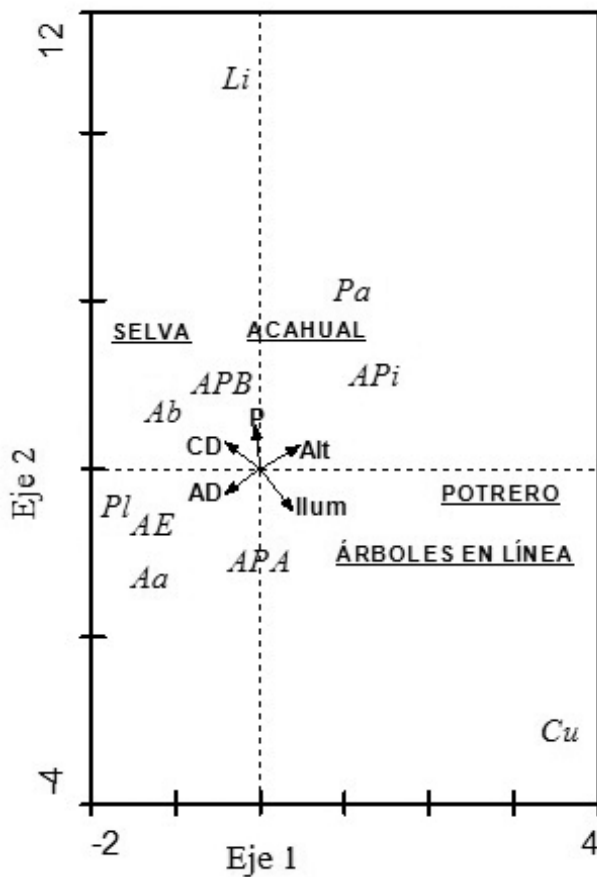 12
Li
Pa
SELVA ACAHUAL
APB APi
Ab P
CD Alt
AD Ilum
Eje 2
POTRERO
Pl AE
APA ÁRBOLES EN LÍNEA
Aa
Cu
-4
-2 4
Eje 1